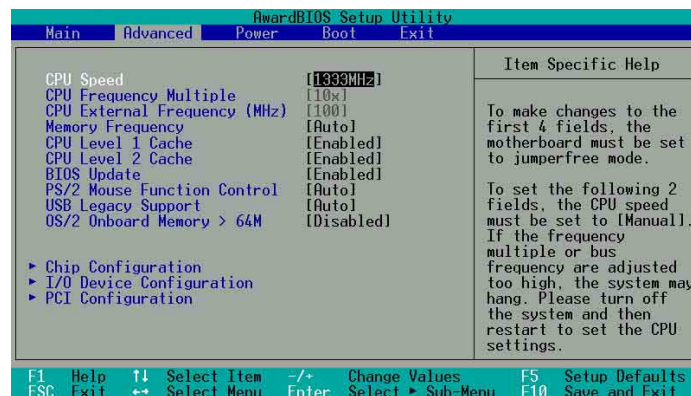 AwardBIOS Setup Utility
Main Advanced Power Boot Exit
CPU Speed [1333MHz]
CPU Frequency Multiple [10x]
CPU External Frequency (MHz) [100]
Memory Frequency [Auto]
CPU Level 1 Cache [Enabled]
CPU Level 2 Cache [Enabled]
BIOS Update [Enabled]
PS/2 Mouse Function Control [Auto]
USB Legacy Support [Auto]
OS/2 Onboard Memory > 64M [Disabled]
▸ Chip Configuration
▸ I/O Device Configuration
▸ PCI Configuration
Item Specific Help
To make changes to the
first 4 fields, the
motherboard must be set
to jumperfree mode.
To set the following 2
fields, the CPU speed
must be set to [Manual].
If the frequency
multiple or bus
frequency are adjusted
too high, the system may
hang. Please turn off
the system and then
restart to set the CPU
settings.
F1 Help ↑↓ Select Item -/+ Change Values F5 Setup Defaults
ESC Exit ←→ Select Menu Enter Select ▸ Sub-Menu F10 Save and Exit